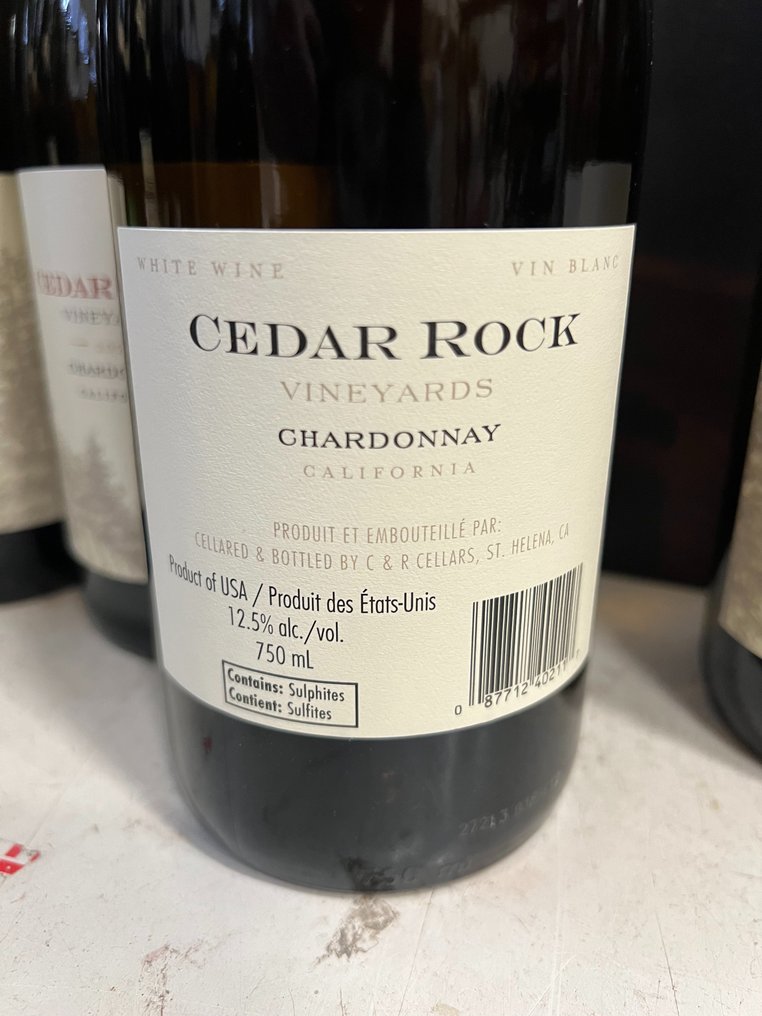 WHITE WINE
VIN BLANC
CEDAR ROCK
VINEYARDS
CHARDONNAY
CALIFORNIA
PRODUIT ET EMBOUTEILLÉ PAR:
CELLARED & BOTTLED BY C & R CELLARS, ST. HELENA, CA
Product of USA / Produit des États-Unis
12.5% alc./vol.
750 mL
Contains: Sulphites
Contient: Sulfites
0 87712 40211 7
CEDAR